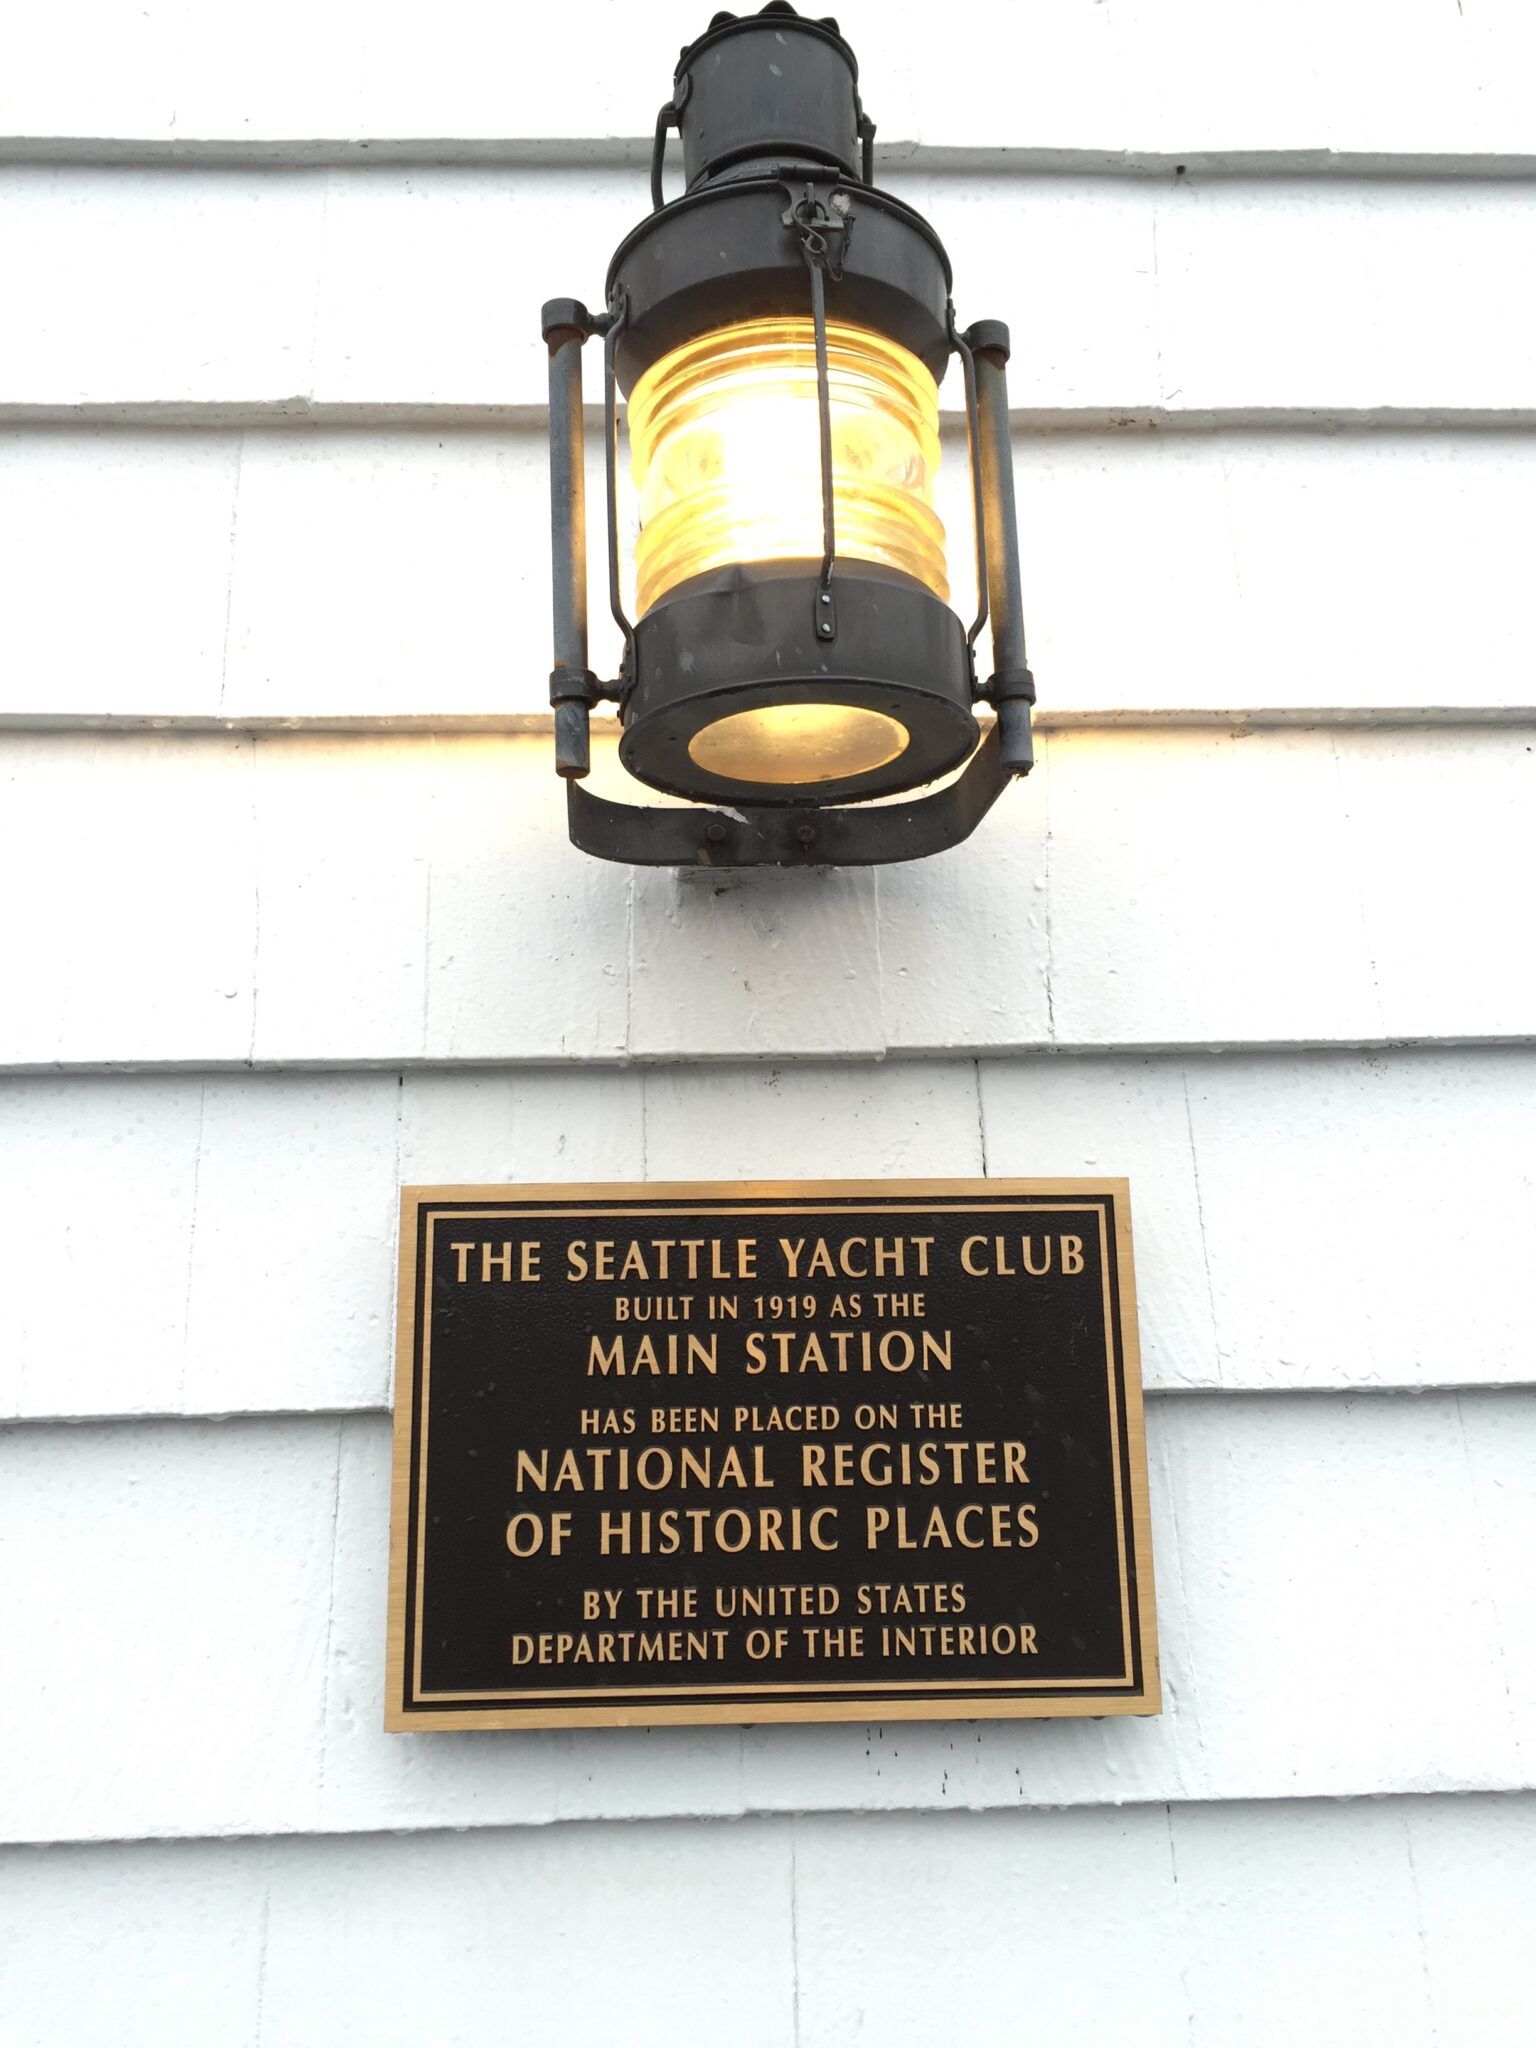 THE SEATTLE YACHT CLUB
BUILT IN 1919 AS THE
MAIN STATION
HAS BEEN PLACED ON THE
NATIONAL REGISTER
OF HISTORIC PLACES
BY THE UNITED STATES
DEPARTMENT OF THE INTERIOR